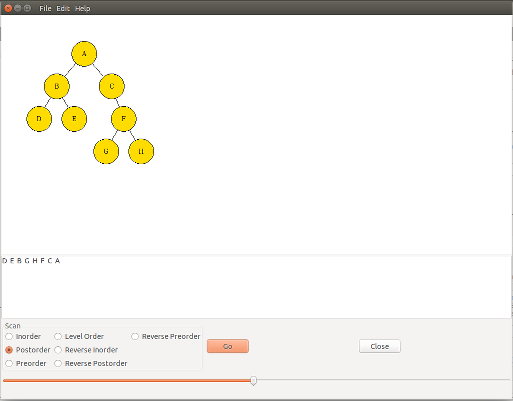 File Edit Help
A
B C
D E F
G H
D E B G H F C A
Scan
Inorder Level Order Reverse Preorder
Postorder Reverse Inorder Go Close
Preorder Reverse Postorder